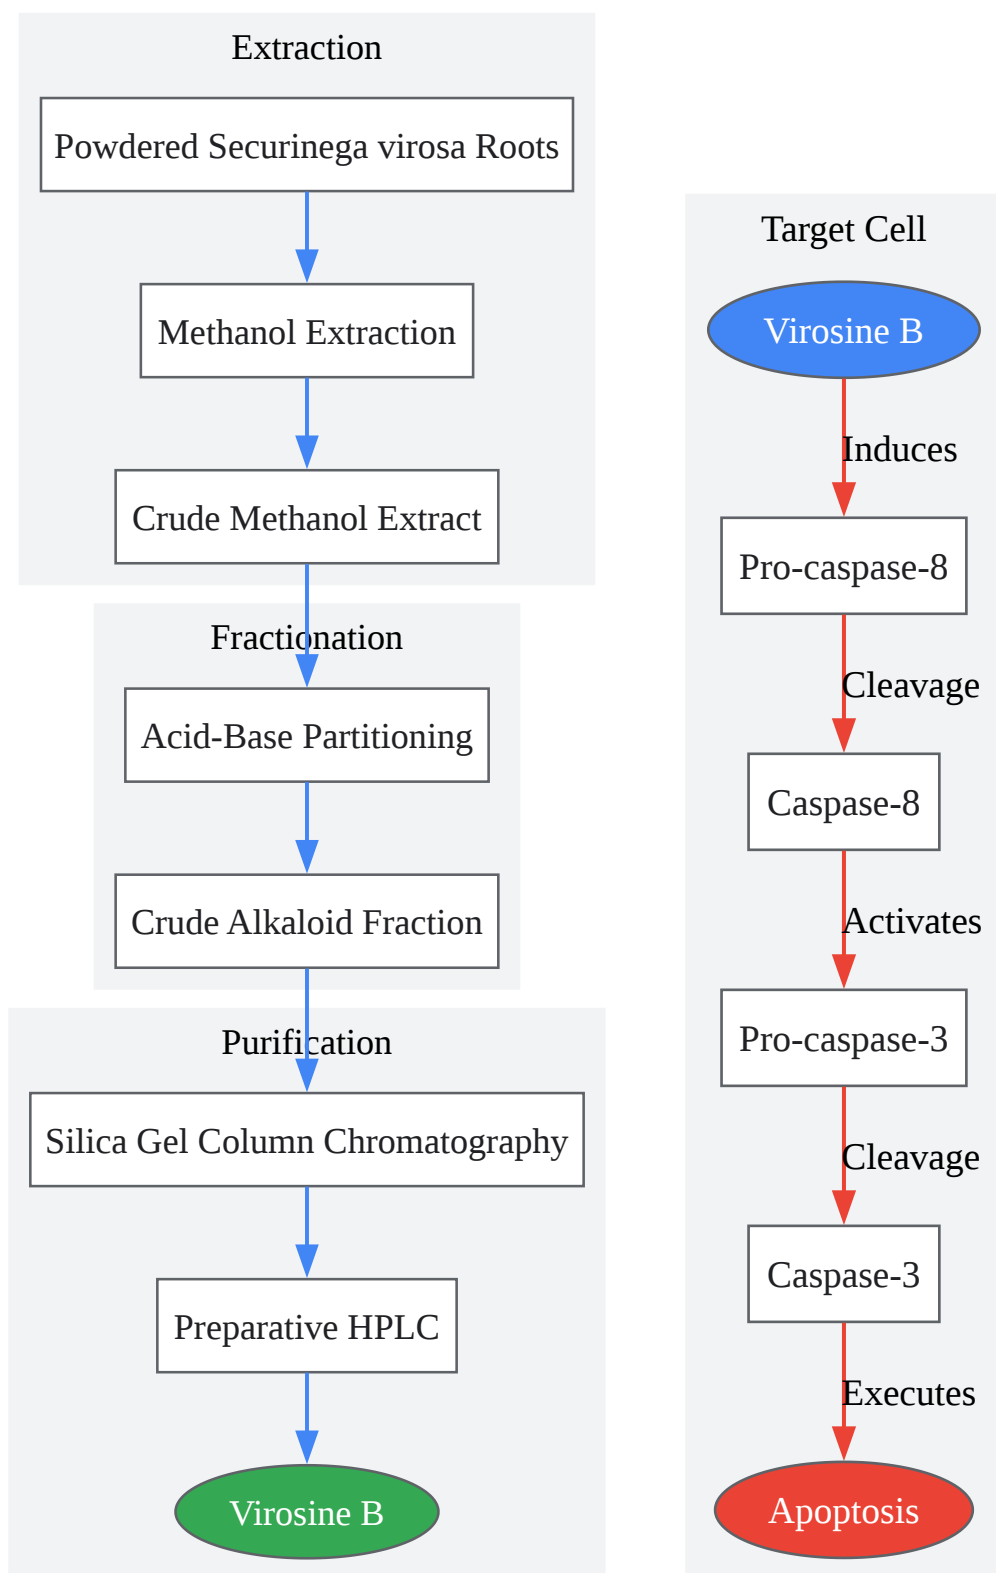 Extraction
Powdered Securinega virosa Roots
Methanol Extraction
Crude Methanol Extract
Fractionation
Acid-Base Partitioning
Crude Alkaloid Fraction
Purification
Silica Gel Column Chromatography
Preparative HPLC
Virosine B
Target Cell
Virosine B
Induces
Pro-caspase-8
Cleavage
Caspase-8
Activates
Pro-caspase-3
Cleavage
Caspase-3
Executes
Apoptosis